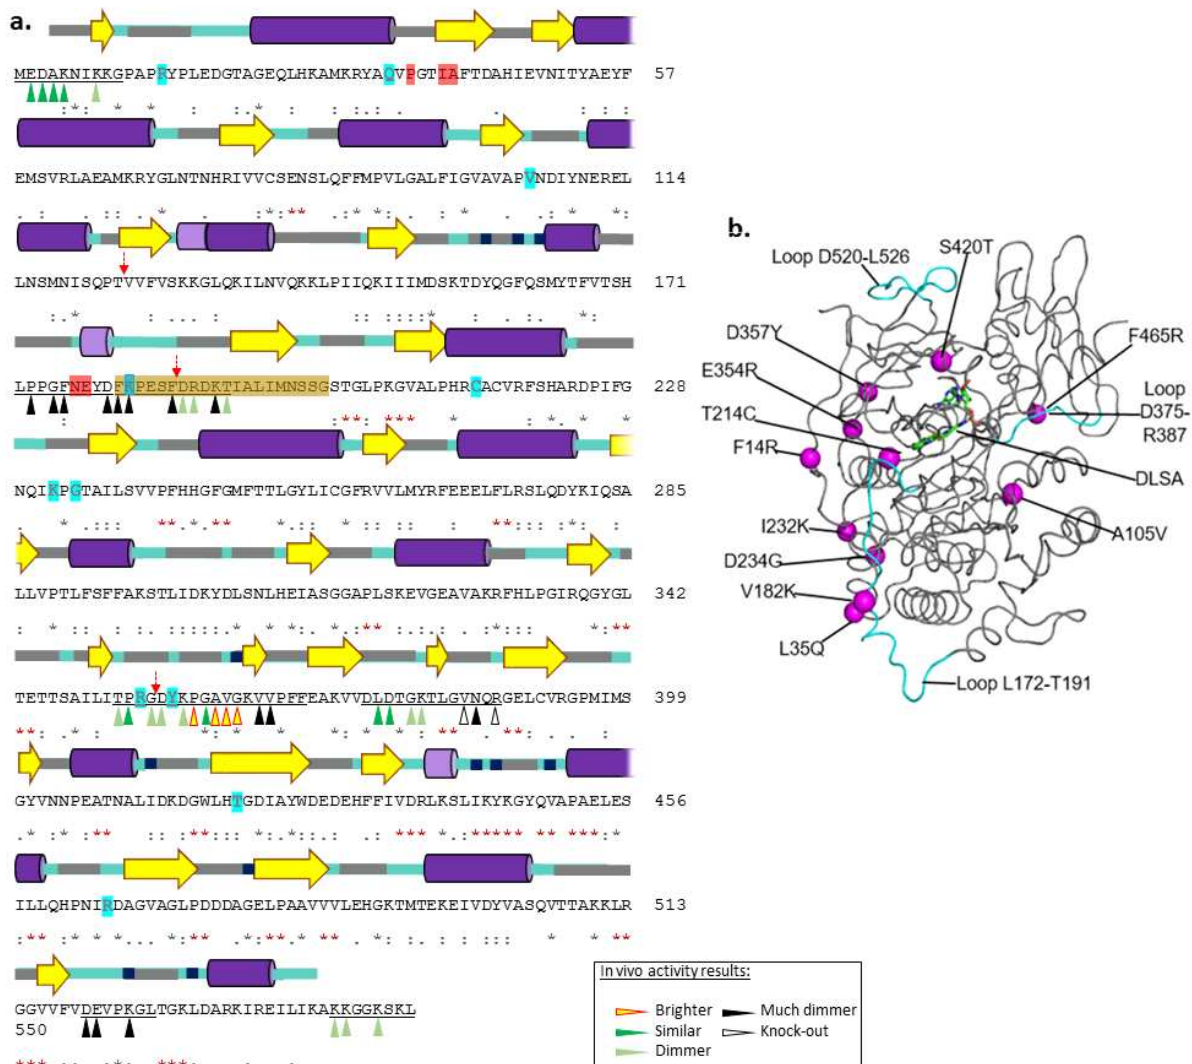 a.
MEDAKNIKKGPAPRYPLEDGTAGEQLHKAMKRYAQVPGTIAFTDAHIEVNITYAEYF 57
EMSVRLAEAMKRYGLNTNHRIVVCSENSLQFFMPVLGALFIGVAVAPVNDIYNEREL 114
LNSMNISQPTVVFVSKKGLQKILNVQKKLPIIQKIIIMDSKTDYQGFQSMYTFVTSH 171
LPPGFNEYDFKPESFDRDKTIALIMNSSGSTGLPKGVALPHRCACVRFSHARDPIFG 228
NQIKPGTAILSVVPFHHGFGMFTTLGYLICGFRVVLMYRFEEELFLRSLQDYKIQSA 285
LLVPTLFSFFAKSTLIDKYDLSNLHEIASGGAPLSKEVGEAVAKRFHLPGIRQGYGL 342
TETTSAILITPRGDYKPGAVGKVVPFFEAKVVDLDTGKTLGVNQRGELCVRGPMIMS 399
GYVNNPEATNALIDKDGWLHTGDIAYWDEDEHFFIVDRLKSLIKYKGYQVAPAELES 456
ILLQHPNIRDAGVAGLPDDDAGELPAAVVVLEHGKTMTEKEIVDYVASQVTTAKKLR 513
GGVVFVDEVPKGLTGKLDARKIREILIKAKKGGKSKL
550
b.
S420T
Loop D520-L526
D357Y
F465R
E354R
Loop
D375-
R387
T214C
F14R
DLSA
I232K
A105V
D234G
V182K
L35Q
Loop L172-T191
In vivo activity results:
Brighter
Much dimmer
Similar
Knock-out
Dimmer